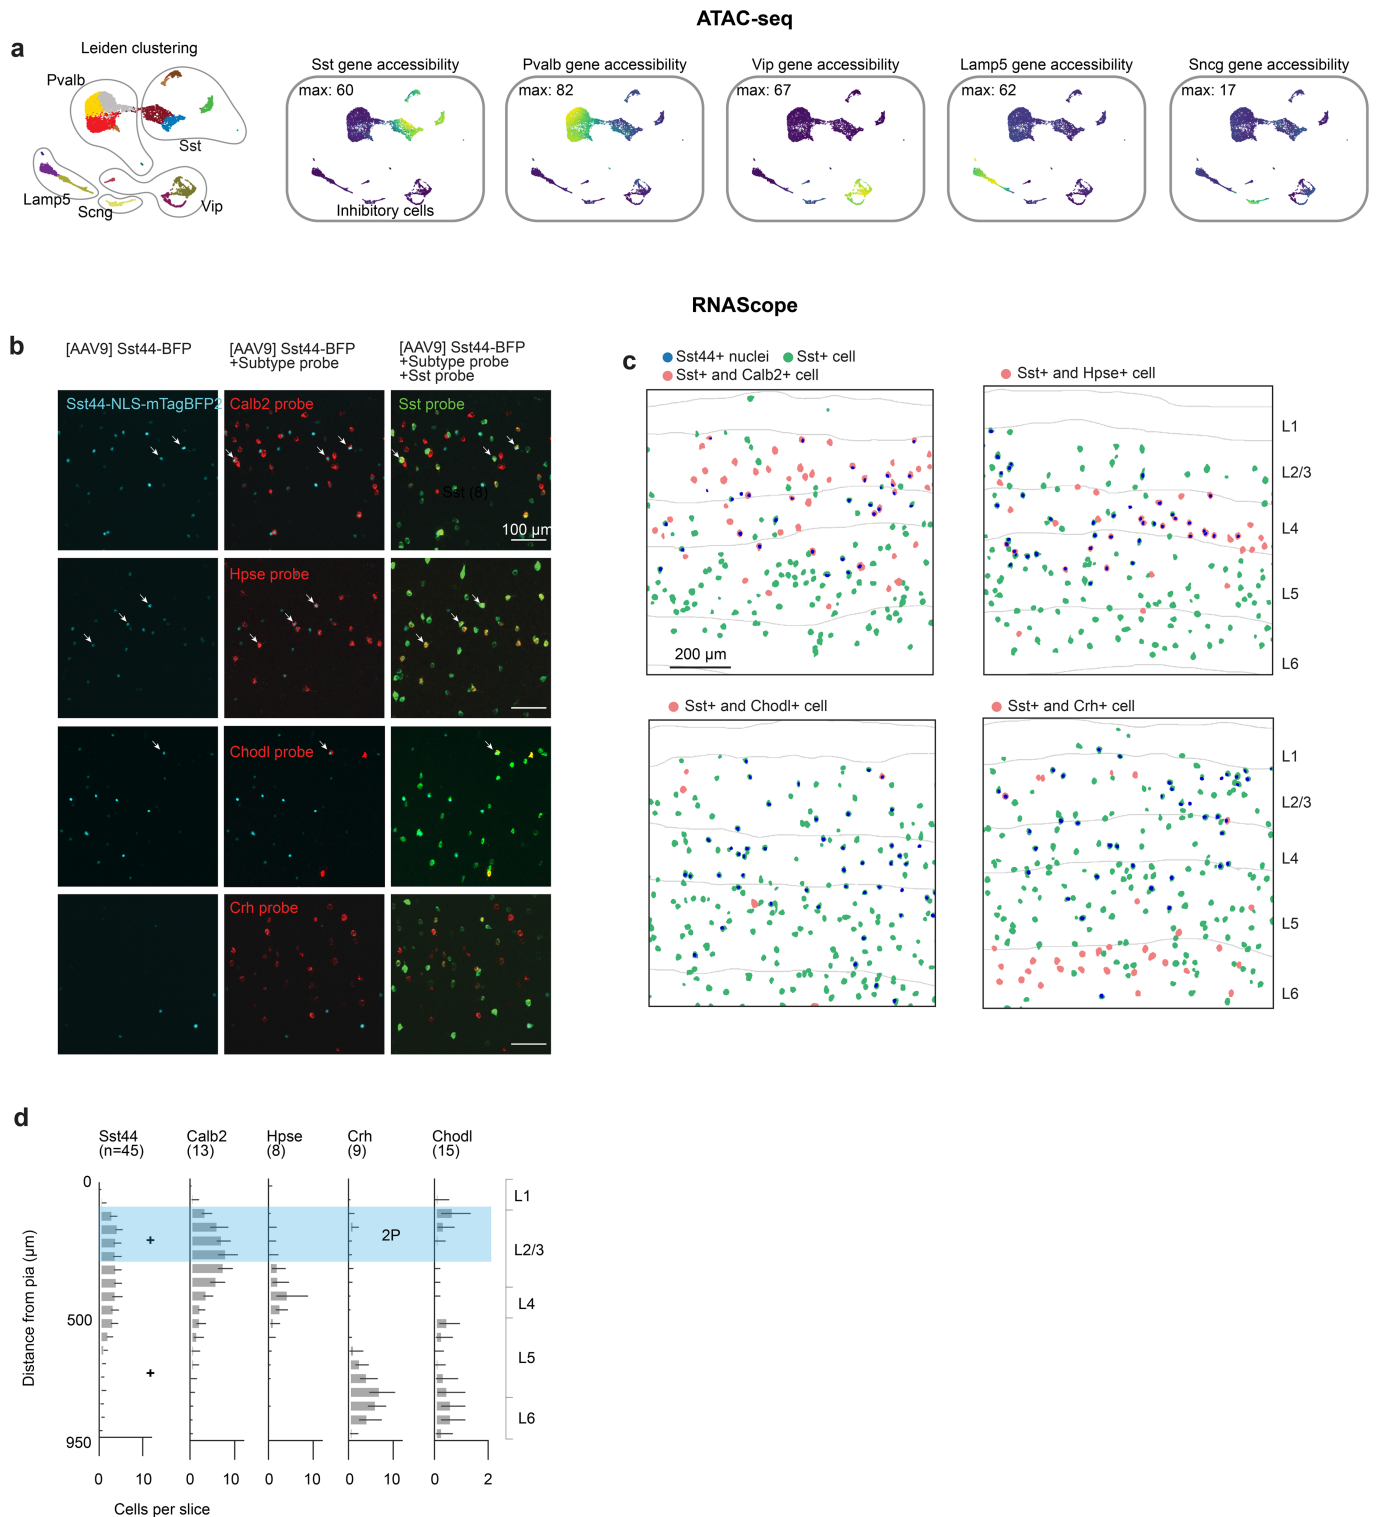 ATAC-seq
a
Leiden clustering
Pvalb
Sst
Lamp5
Scng
Vip
Sst gene accessibility
max: 60
Inhibitory cells
Pvalb gene accessibility
max: 82
Vip gene accessibility
max: 67
Lamp5 gene accessibility
max: 62
Sncg gene accessibility
max: 17
RNAScope
b
[AAV9] Sst44-BFP
[AAV9] Sst44-BFP
+Subtype probe
[AAV9] Sst44-BFP
+Subtype probe
+Sst probe
Sst44-NLS-mTagBFP2
Calb2 probe
Sst probe
Sst (8)
100 µm
Hpse probe
Chodl probe
Crh probe
c
Sst44+ nuclei
Sst+ cell
Sst+ and Calb2+ cell
Sst+ and Hpse+ cell
200 µm
L1
L2/3
L4
L5
L6
Sst+ and Chodl+ cell
Sst+ and Crh+ cell
L1
L2/3
L4
L5
L6
d
Sst44
(n=45)
Calb2
(13)
Hpse
(8)
Crh
(9)
Chodl
(15)
Distance from pia (µm)
0
500
950
+
+
2P
L1
L2/3
L4
L5
L6
0 10
0 10
0 10
0 10
0 2
Cells per slice